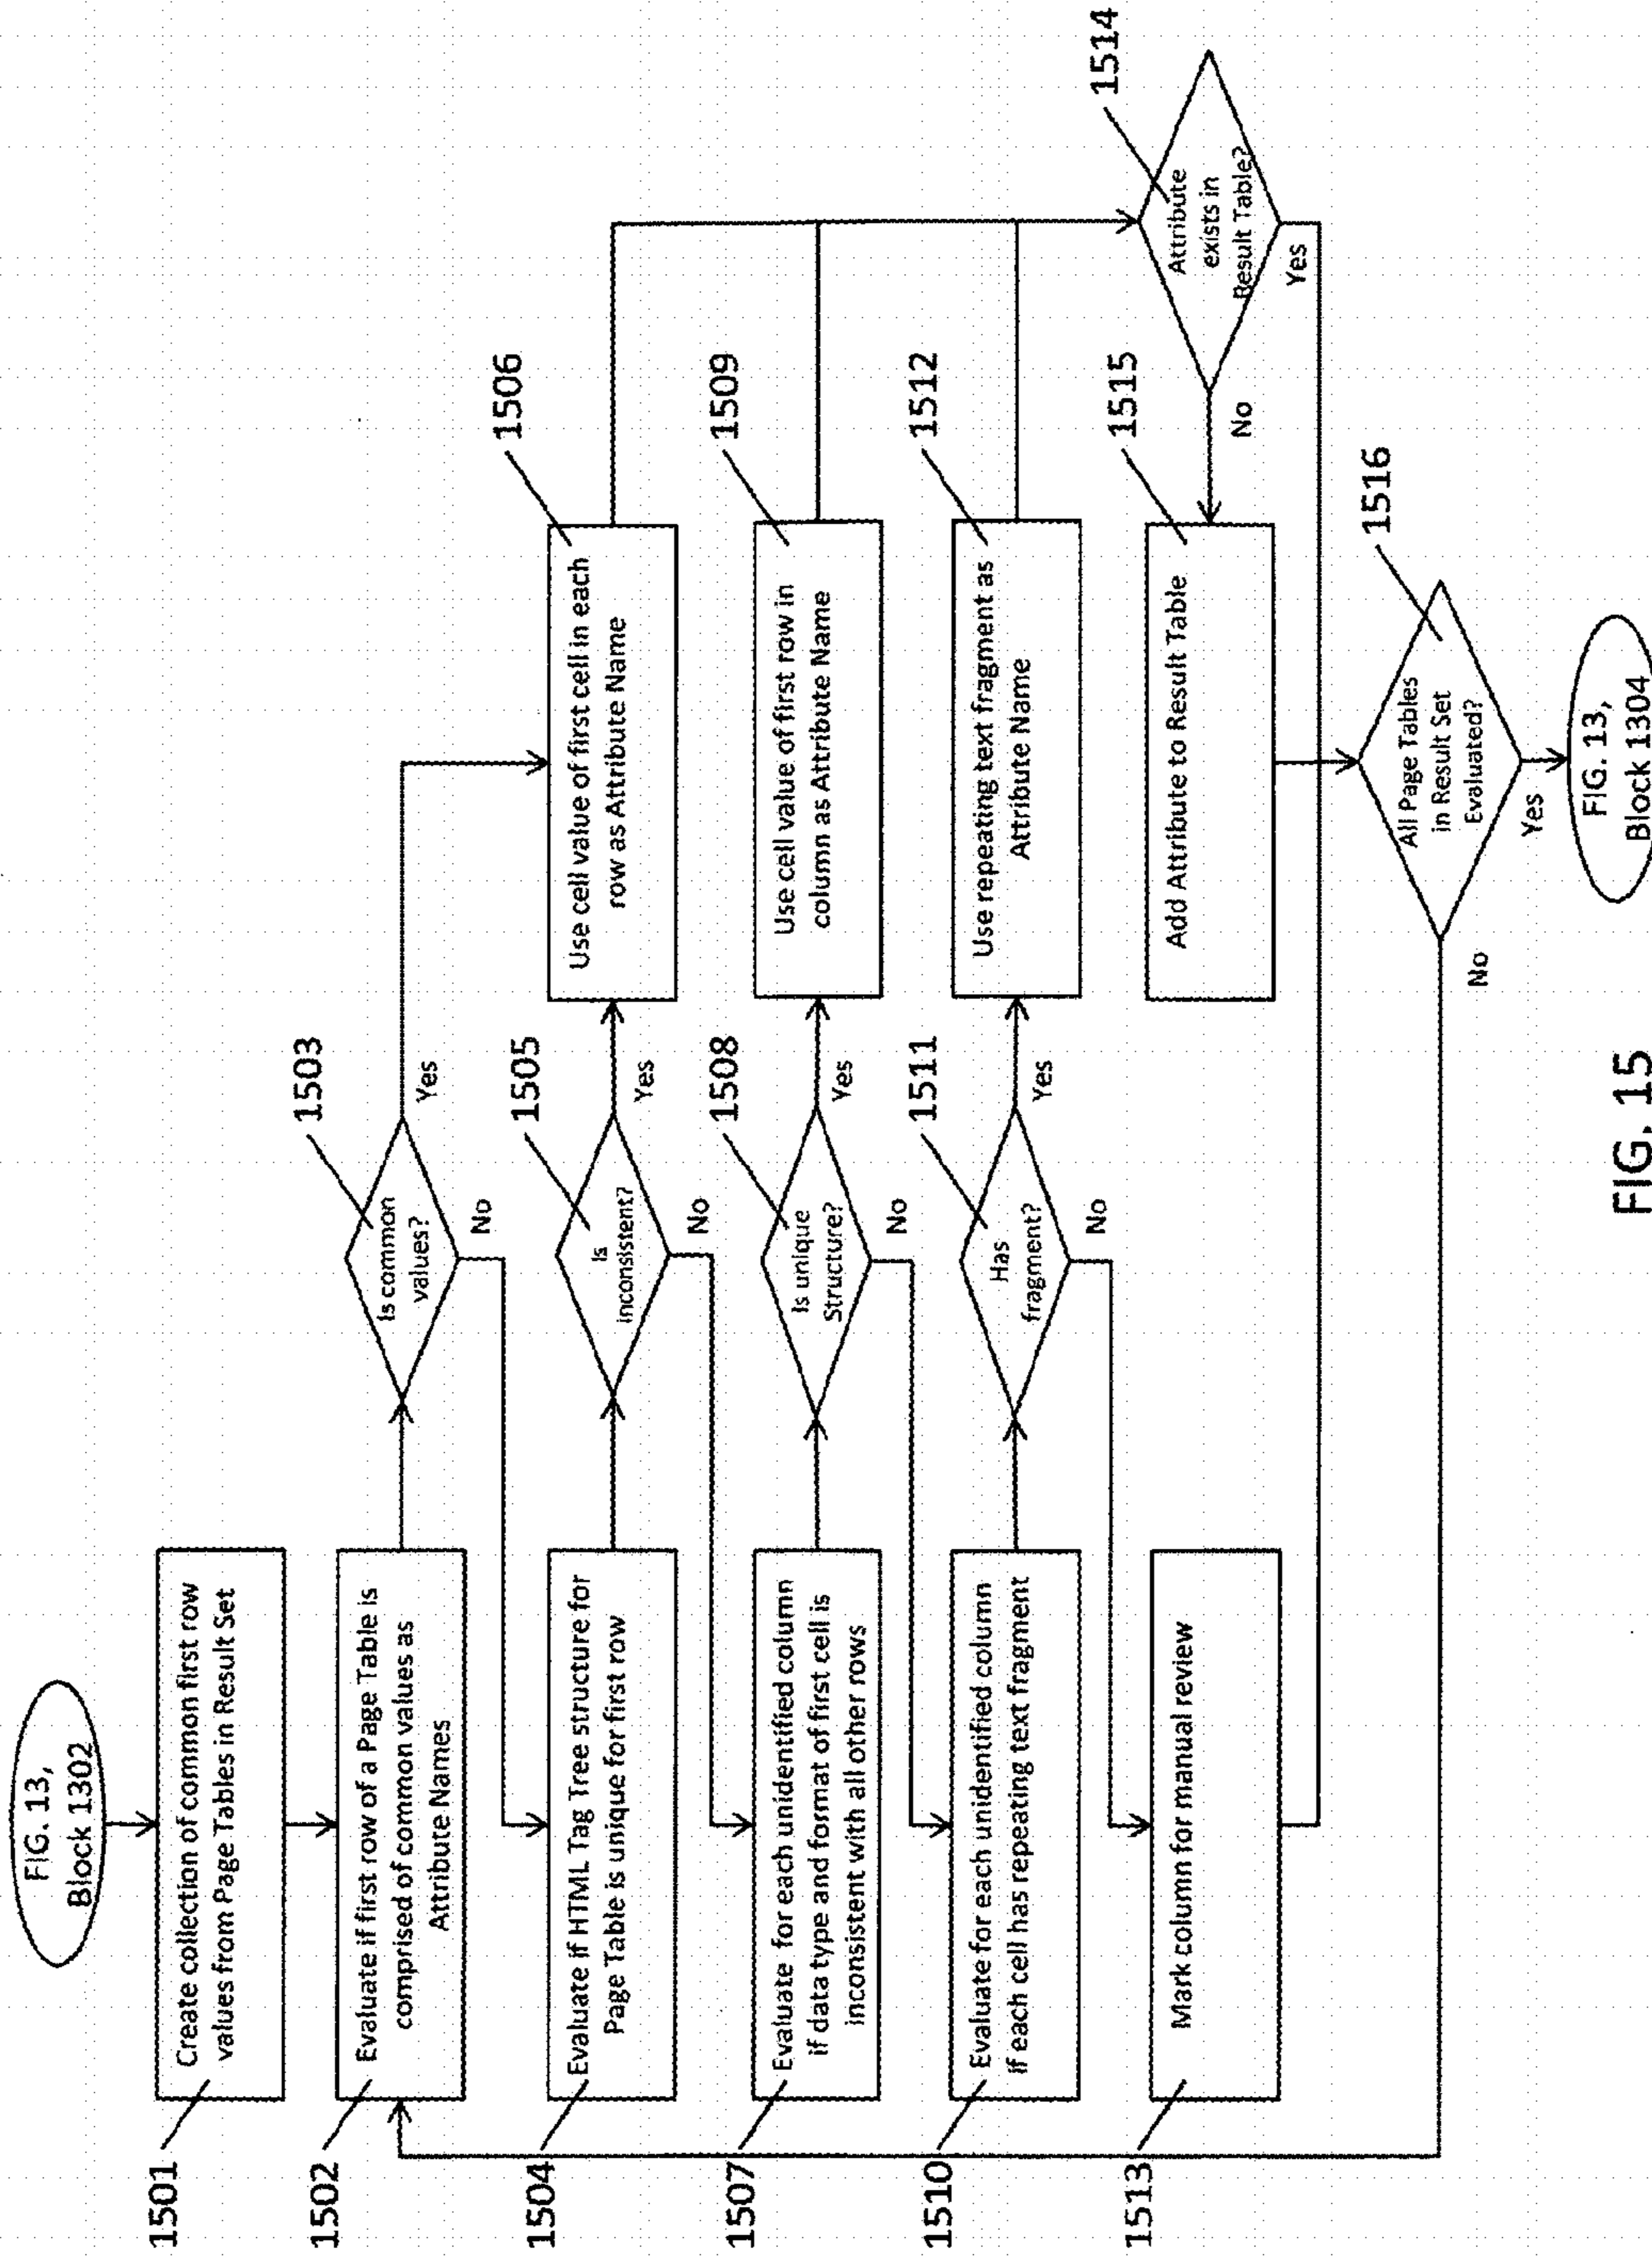 FIG. 13,
Block 1302
1501
Create collection of common first row
values from Page Tables in Result Set
1502
Evaluate if first row of a Page Table is
comprised of common values as
Attribute Names
1503
Is common
values?
Yes
No
1504
Evaluate if HTML Tag Tree structure for
Page Table is unique for first row
1505
Is
inconsistent?
Yes
No
1506
Use cell value of first cell in each
row as Attribute Name
1507
Evaluate for each unidentified column
if data type and format of first cell is
inconsistent with all other rows
1508
Is unique
Structure?
Yes
No
1509
Use cell value of first row in
column as Attribute Name
1510
Evaluate for each unidentified column
if each cell has repeating text fragment
1511
Has
fragment?
Yes
No
1512
Use repeating text fragment as
Attribute Name
1513
Mark column for manual review
1514
Attribute
exists in
Result Table?
No
Yes
1515
Add Attribute to Result Table
1516
All Page Tables
in Result Set
Evaluated?
No
Yes
FIG. 13,
Block 1304
FIG. 15